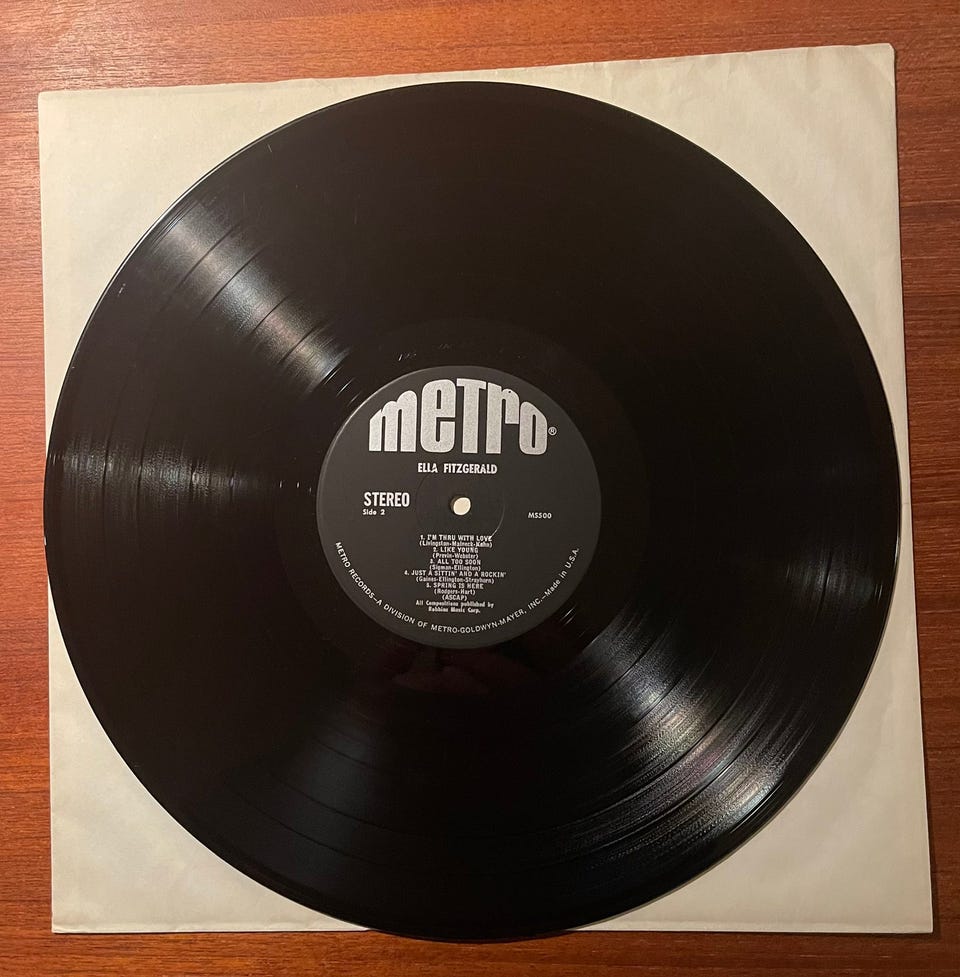 metro®
ELLA FITZGERALD
STEREO
Side 2
MS500
1. I'M THRU WITH LOVE
(Livingston-Malneck-Kahn)
2. LIKE YOUNG
(Previn-Webster)
3. ALL TOO SOON
(Sigman-Ellington)
4. JUST A SITTIN' AND A ROCKIN'
(Gaines-Ellington-Strayhorn)
5. SPRING IS HERE
(Rodgers-Hart)
(ASCAP)
All Compositions published by
Robbins Music Corp.
METRO RECORDS—A DIVISION OF METRO-GOLDWYN-MAYER, INC.—Made in U.S.A.